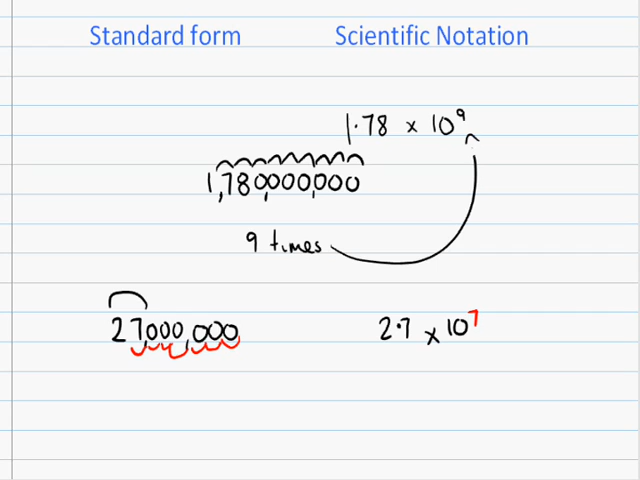 Standard form Scientific Notation
1.78 x 10⁹
1,780,000,000
9 times
27,000,000 2.7 x 10⁷